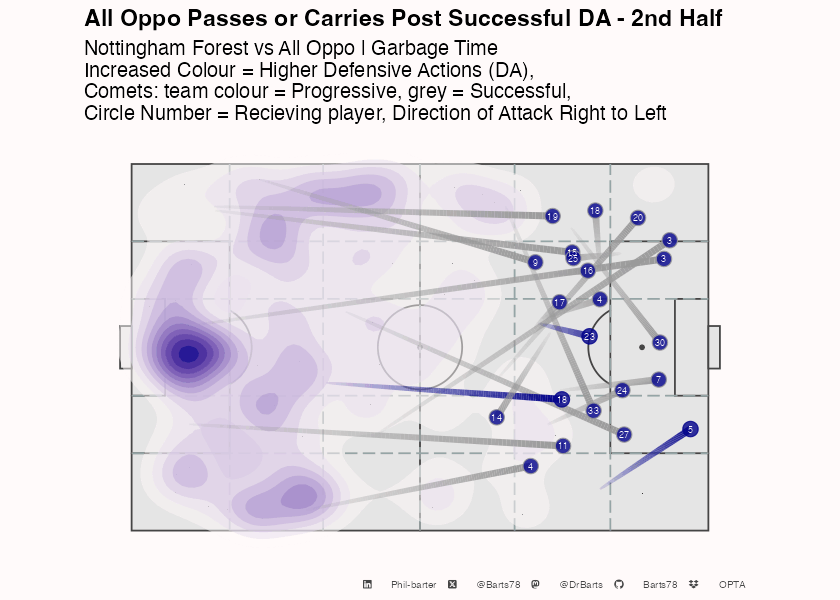 All Oppo Passes or Carries Post Successful DA - 2nd Half
Nottingham Forest vs All Oppo l Garbage Time
Increased Colour = Higher Defensive Actions (DA),
Comets: team colour = Progressive, grey = Successful,
Circle Number = Recieving player, Direction of Attack Right to Left
19 18 20
3
15
25
3
9
16
17 4
23
30
7
24
18
33
14
27
5
11
4
Phil-barter @Barts78 @DrBarts Barts78 OPTA